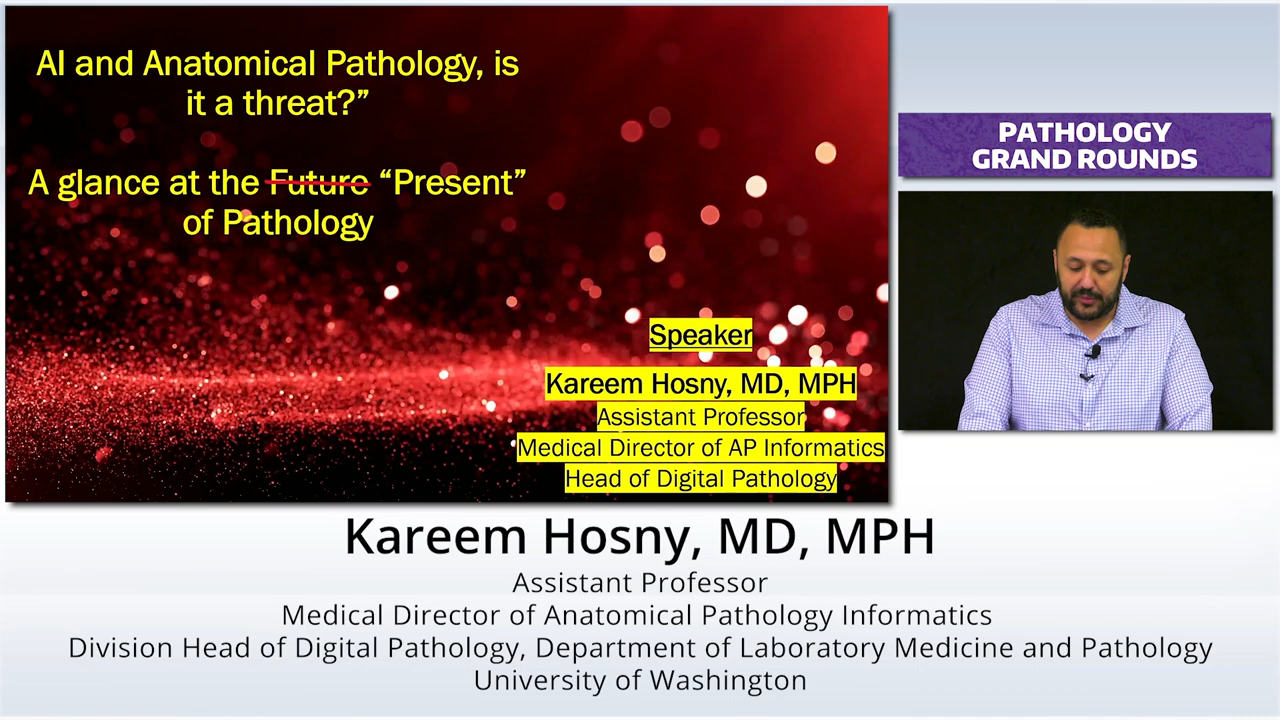 AI and Anatomical Pathology, is
it a threat?”
A glance at the Future “Present”
of Pathology
Speaker
Kareem Hosny, MD, MPH
Assistant Professor
Medical Director of AP Informatics
Head of Digital Pathology
PATHOLOGY
GRAND ROUNDS
Kareem Hosny, MD, MPH
Assistant Professor
Medical Director of Anatomical Pathology Informatics
Division Head of Digital Pathology, Department of Laboratory Medicine and Pathology
University of Washington